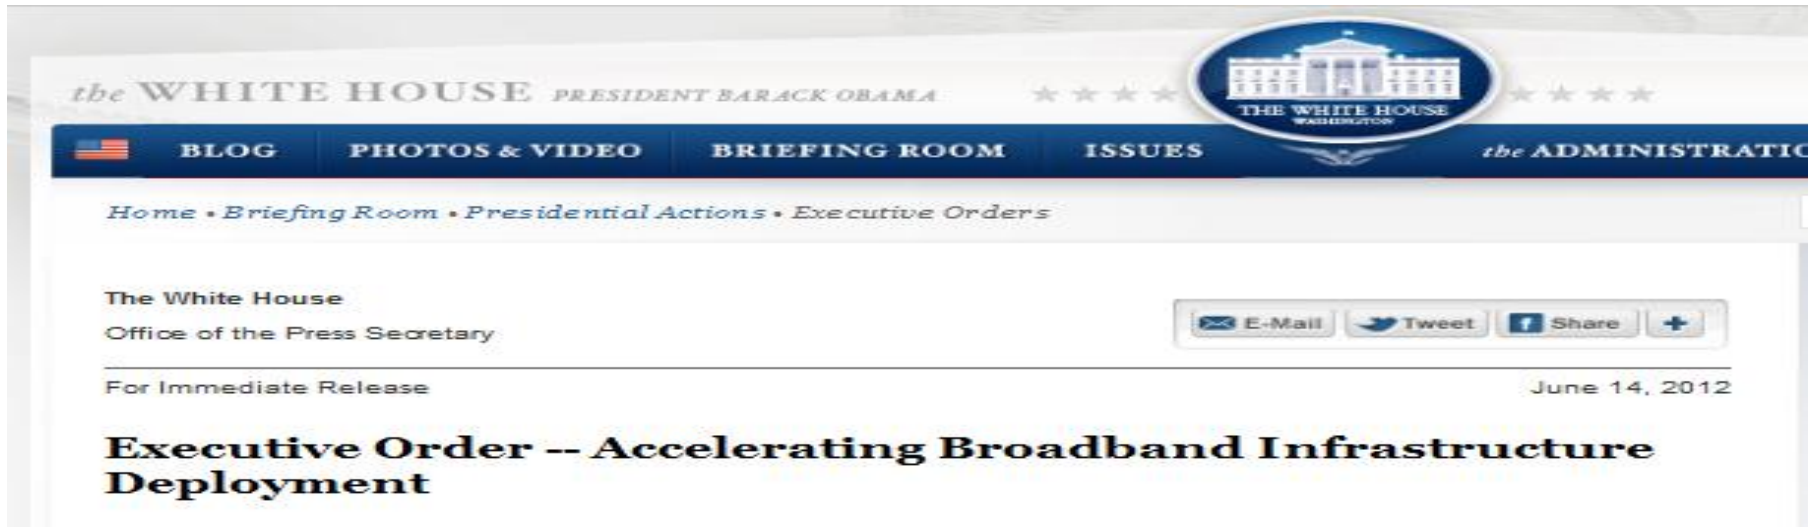 the WHITE HOUSE PRESIDENT BARACK OBAMA
THE WHITE HOUSE
WASHINGTON
BLOG PHOTOS & VIDEO BRIEFING ROOM ISSUES the ADMINISTRATIO
Home • Briefing Room • Presidential Actions • Executive Orders
The White House
Office of the Press Secretary
E-Mail Tweet Share +
For Immediate Release June 14, 2012
Executive Order -- Accelerating Broadband Infrastructure
Deployment